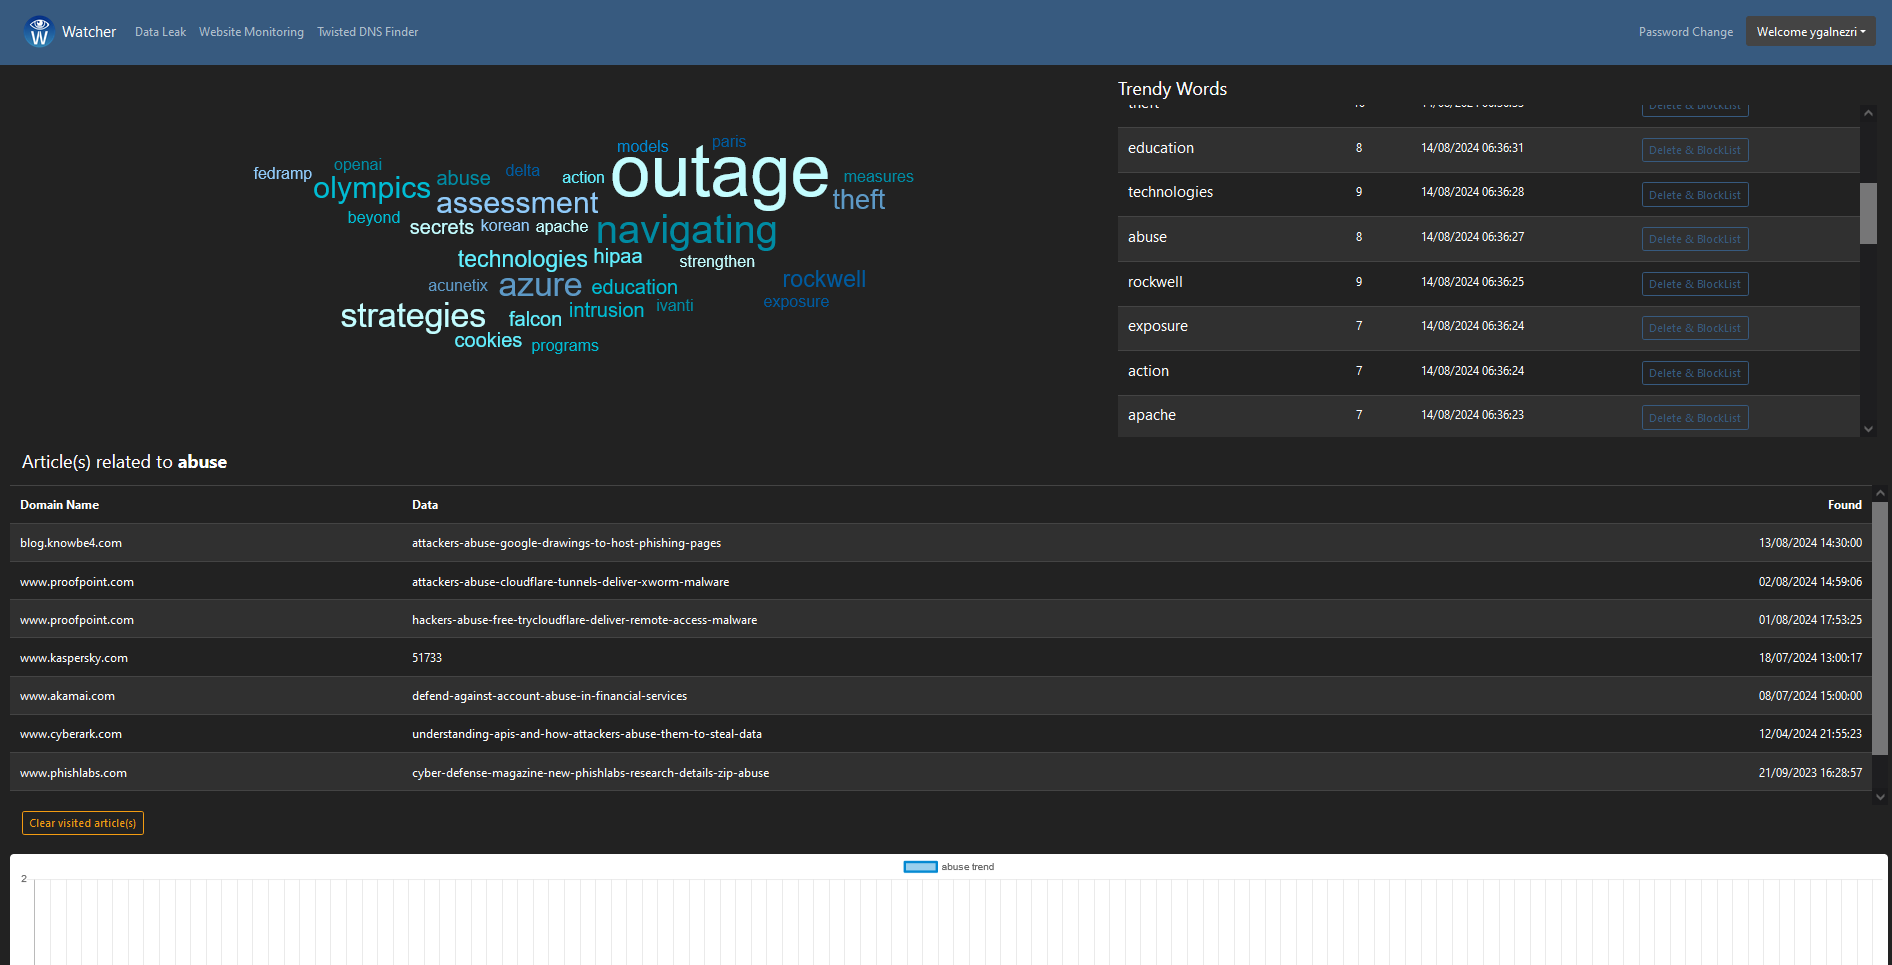 Watcher Data Leak Website Monitoring Twisted DNS Finder Password Change Welcome ygalnezri
Trendy Words
theft 10 14/08/2024 06:36:35 Delete & BlockList
education 8 14/08/2024 06:36:31 Delete & BlockList
technologies 9 14/08/2024 06:36:28 Delete & BlockList
abuse 8 14/08/2024 06:36:27 Delete & BlockList
rockwell 9 14/08/2024 06:36:25 Delete & BlockList
exposure 7 14/08/2024 06:36:24 Delete & BlockList
action 7 14/08/2024 06:36:24 Delete & BlockList
apache 7 14/08/2024 06:36:23 Delete & BlockList
models paris
outage
openai
fedramp
olympics
abuse
delta
action
measures
assessment
theft
beyond
secrets
korean
apache
navigating
technologies
hipaa
strengthen
acunetix
azure
education
rockwell
exposure
strategies
falcon
intrusion
ivanti
cookies
programs
Article(s) related to abuse
Domain Name Data Found
blog.knowbe4.com attackers-abuse-google-drawings-to-host-phishing-pages 13/08/2024 14:30:00
www.proofpoint.com attackers-abuse-cloudflare-tunnels-deliver-xworm-malware 02/08/2024 14:59:06
www.proofpoint.com hackers-abuse-free-trycloudflare-deliver-remote-access-malware 01/08/2024 17:53:25
www.kaspersky.com 51733 18/07/2024 13:00:17
www.akamai.com defend-against-account-abuse-in-financial-services 08/07/2024 15:00:00
www.cyberark.com understanding-apis-and-how-attackers-abuse-them-to-steal-data 12/04/2024 21:55:23
www.phishlabs.com cyber-defense-magazine-new-phishlabs-research-details-zip-abuse 21/09/2023 16:28:57
Clear visited article(s)
abuse trend
2